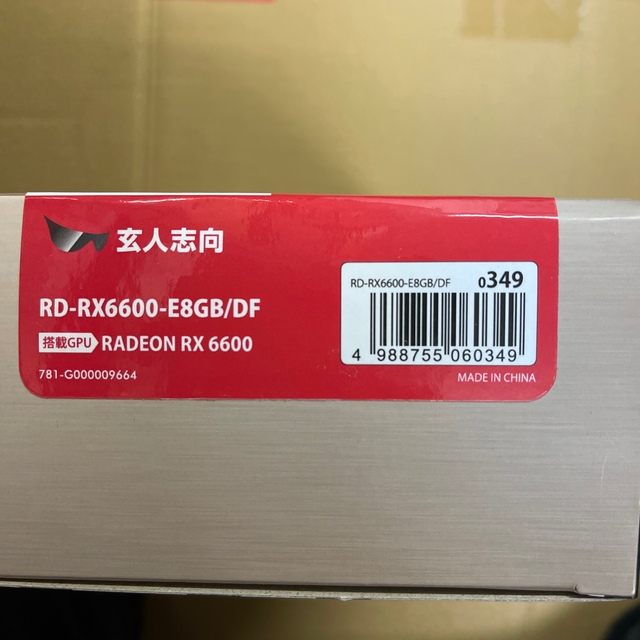 玄人志向
RD-RX6600-E8GB/DF
搭載GPU RADEON RX 6600
781-G000009664
RD-RX6600-E8GB/DF 0349
4 988755 060349
MADE IN CHINA